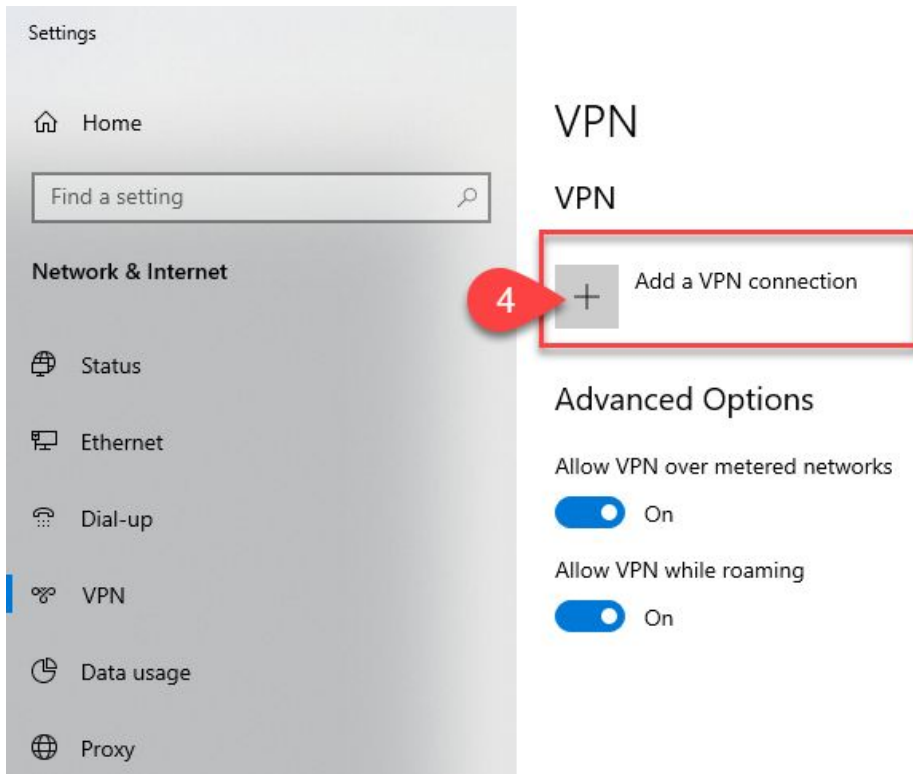 Settings
Home
Find a setting
Network & Internet
Status
Ethernet
Dial-up
VPN
Data usage
Proxy
VPN
VPN
4
Add a VPN connection
Advanced Options
Allow VPN over metered networks
On
Allow VPN while roaming
On